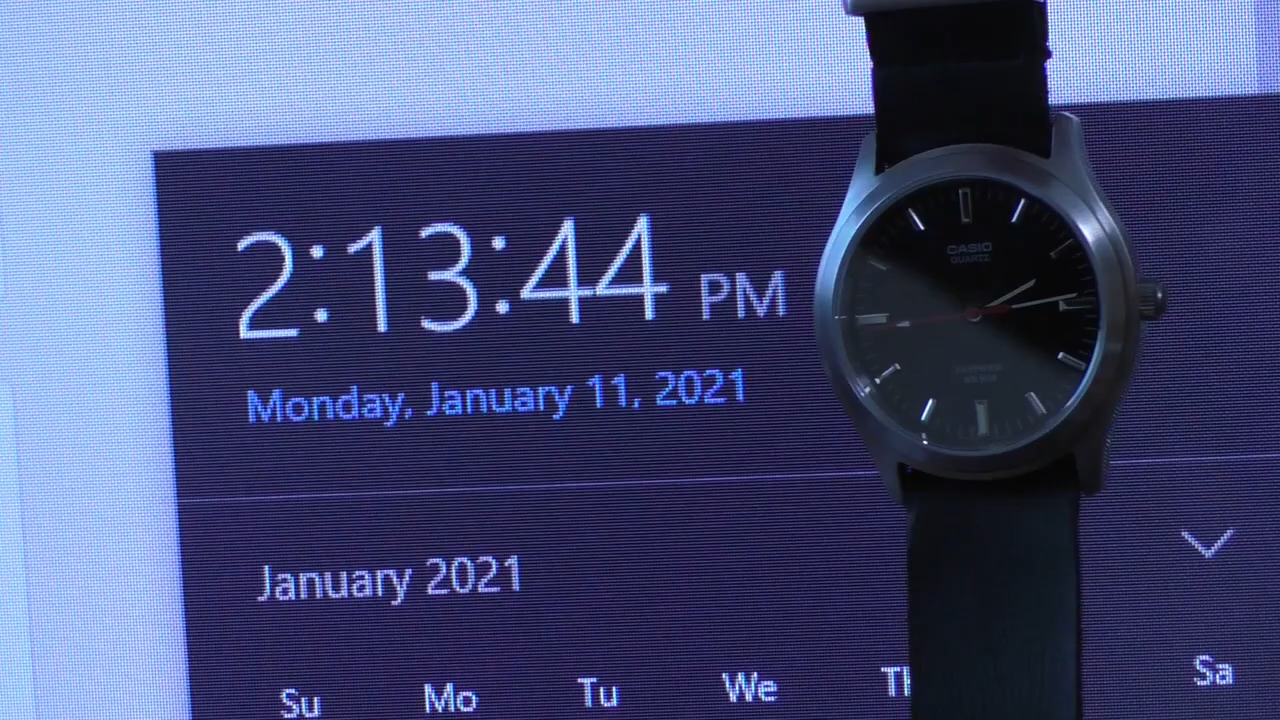 2:13:44 PM
Monday, January 11, 2021
CASIO
QUARTZ
January 2021
Su Mo Tu We Sa